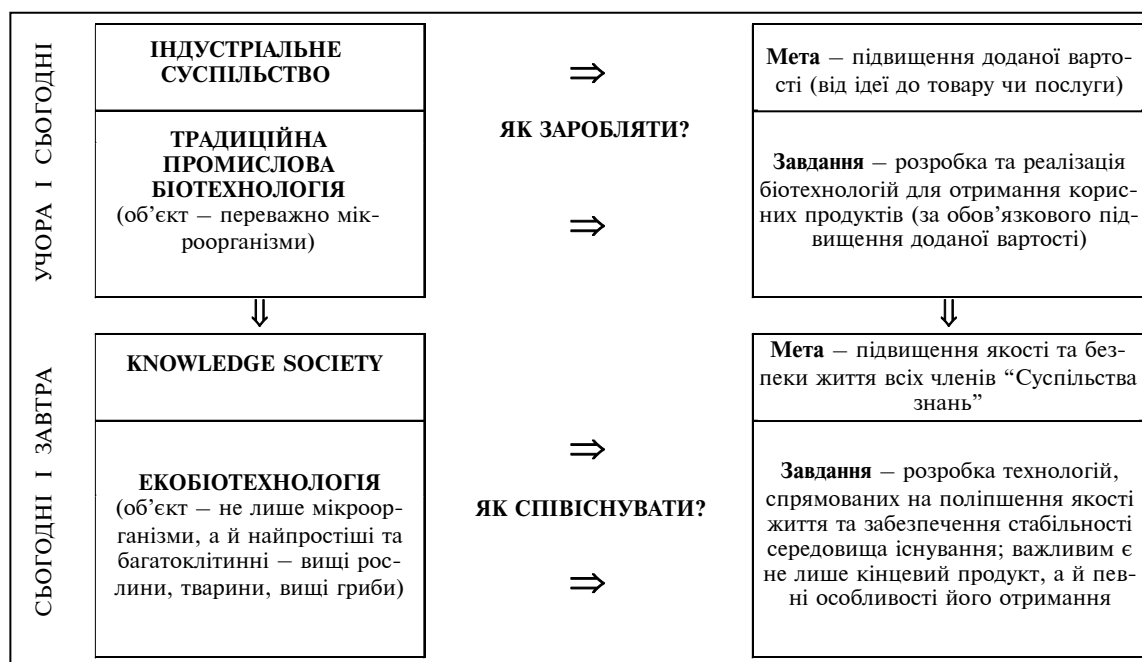 УЧОРА І СЬОГОДНІ
ІНДУСТРІАЛЬНЕ
СУСПІЛЬСТВО
⇒
Мета – підвищення доданої варто-
сті (від ідеї до товару чи послуги)
ЯК ЗАРОБЛЯТИ?
ТРАДИЦІЙНА
ПРОМИСЛОВА
БІОТЕХНОЛОГІЯ
(об’єкт – переважно мік-
роорганізми)
⇒
Завдання – розробка та реалізація
біотехнологій для отримання корис-
них продуктів (за обов’язкового під-
вищення доданої вартості)
⇓
⇓
СЬОГОДНІ І ЗАВТРА
KNOWLEDGE SOCIETY
Мета – підвищення якості та без-
пеки життя всіх членів “Суспільства
знань”
⇒
ЕКОБІОТЕХНОЛОГІЯ
(об’єкт – не лише мікроор-
ганізми, а й найпростіші та
багатоклітинні – вищі рос-
лини, тварини, вищі гриби)
ЯК СПІВІСНУВАТИ?
⇒
Завдання – розробка технологій,
спрямованих на поліпшення якості
життя та забезпечення стабільності
середовища існування; важливим є
не лише кінцевий продукт, а й пев-
ні особливості його отримання